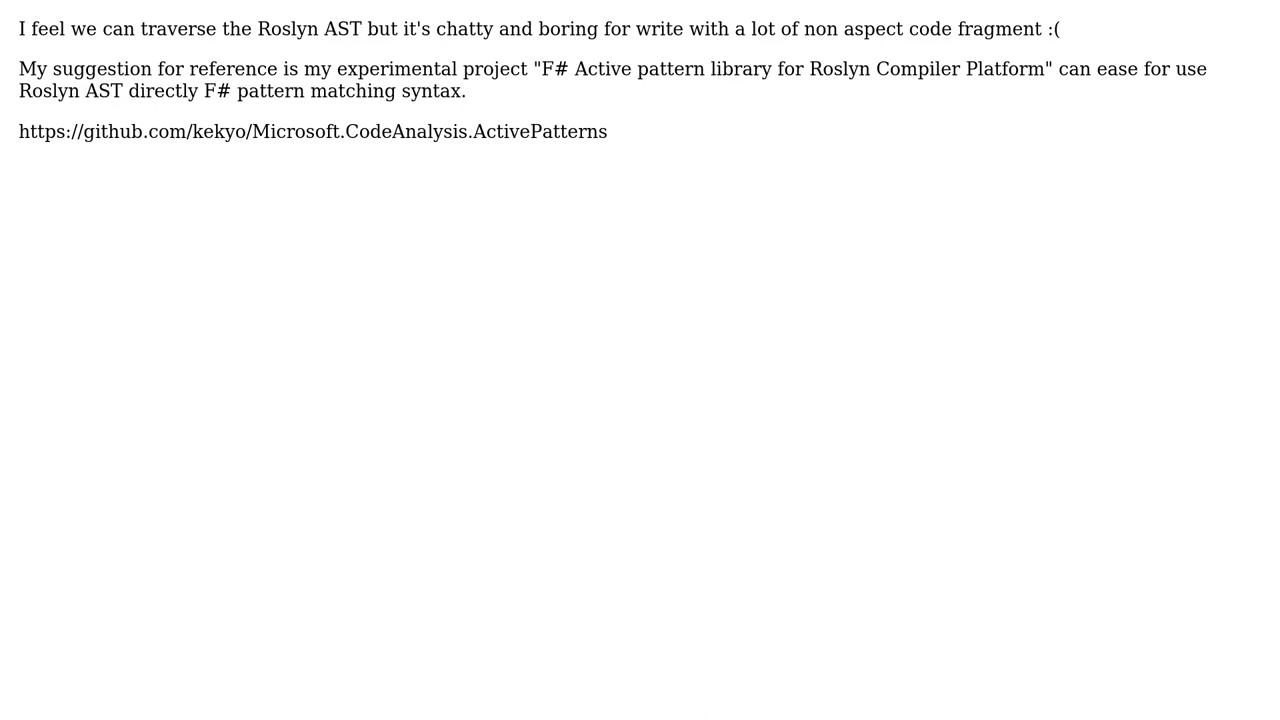 I feel we can traverse the Roslyn AST but it's chatty and boring for write with a lot of non aspect code fragment :(
My suggestion for reference is my experimental project "F# Active pattern library for Roslyn Compiler Platform" can ease for use
Roslyn AST directly F# pattern matching syntax.
https://github.com/kekyo/Microsoft.CodeAnalysis.ActivePatterns